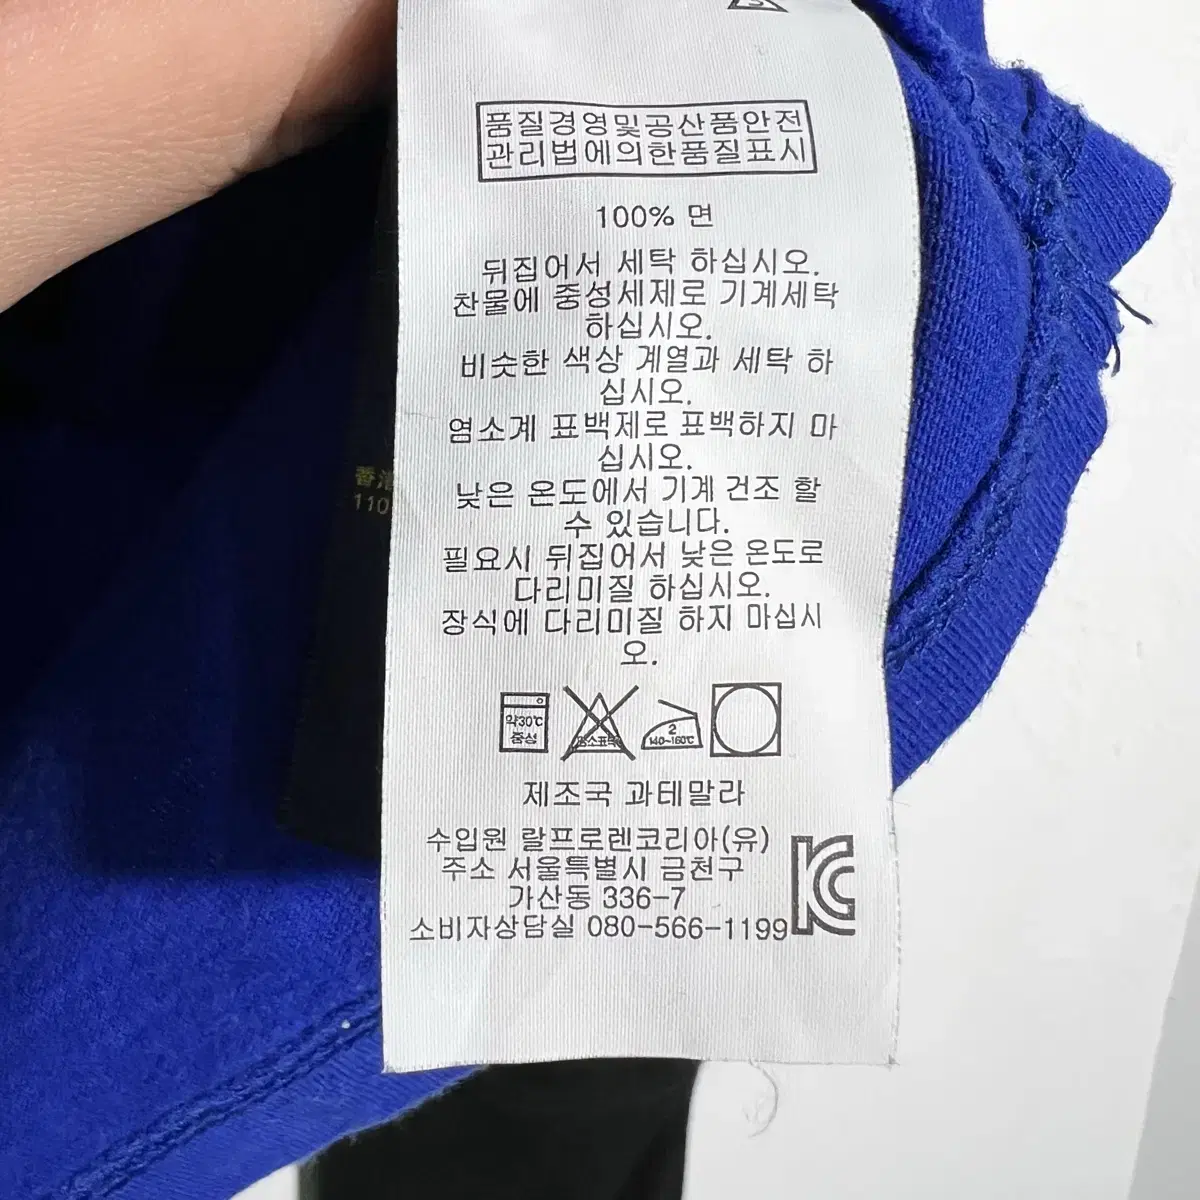 품질경영및공산품안전
관리법에의한품질표시
100% 면
뒤집어서 세탁 하십시오.
찬물에 중성세제로 기계세탁
하십시오.
비슷한 색상 계열과 세탁 하
십시오.
염소계 표백제로 표백하지 마
십시오.
낮은 온도에서 기계 건조 할
수 있습니다.
필요시 뒤집어서 낮은 온도로
다리미질 하십시오.
장식에 다리미질 하지 마십시
오.
약30℃
중성
염소표백
2
140~160℃
제조국 과테말라
수입원 랄프로렌코리아(유)
주소 서울특별시 금천구
가산동 336-7
소비자상담실 080-566-1199
KC
香港
110